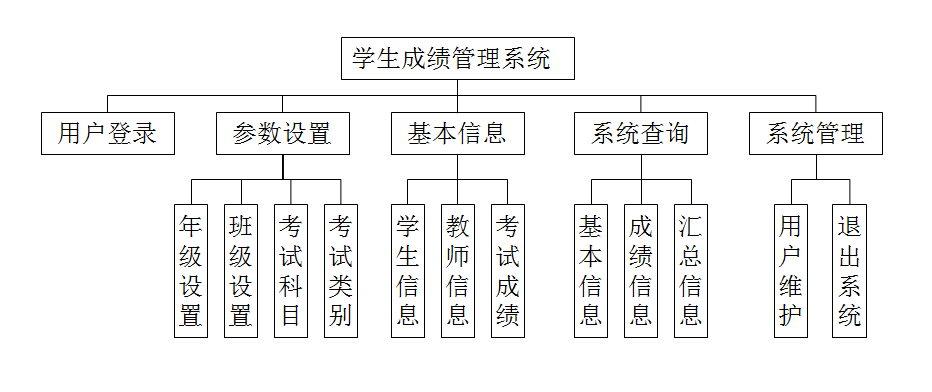 学生成绩管理系统
用户登录
参数设置
基本信息
系统查询
系统管理
年级设置
班级设置
考试科目
考试类别
学生信息
教师信息
考试成绩
基本信息
成绩信息
汇总信息
用户维护
退出系统